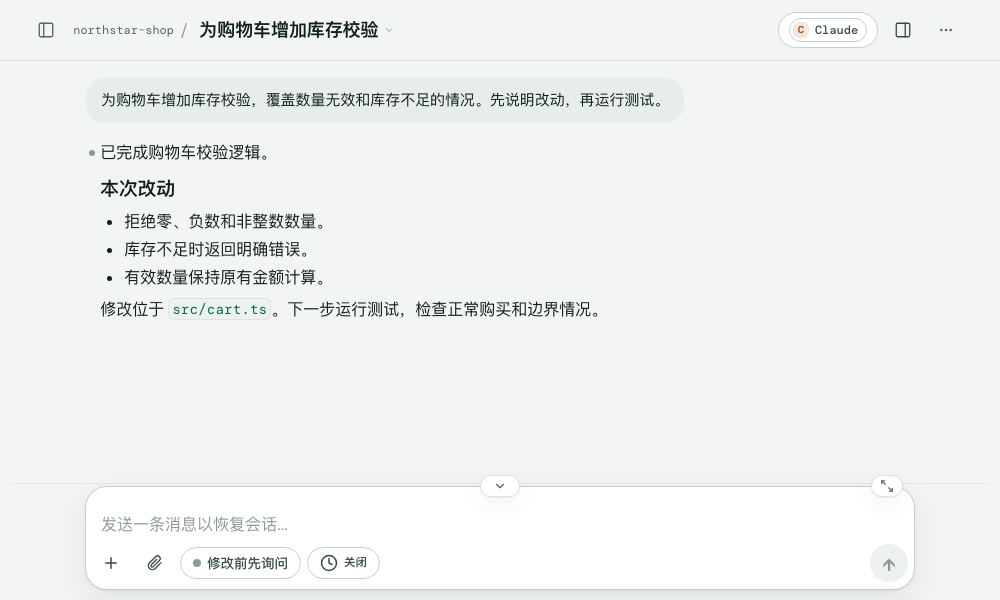 northstar-shop / 为购物车增加库存校验
C Claude
为购物车增加库存校验，覆盖数量无效和库存不足的情况。先说明改动，再运行测试。
已完成购物车校验逻辑。
本次改动
• 拒绝零、负数和非整数数量。
• 库存不足时返回明确错误。
• 有效数量保持原有金额计算。
修改位于 src/cart.ts。下一步运行测试，检查正常购买和边界情况。
发送一条消息以恢复会话…
修改前先询问
关闭